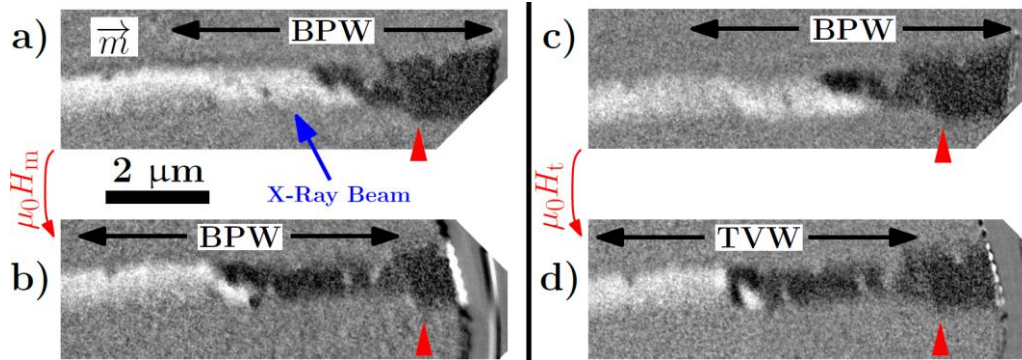 a)
m
BPW
μ₀Hₘ
2 μm
X-Ray Beam
b)
BPW
c)
BPW
μ₀Hₜ
d)
TVW